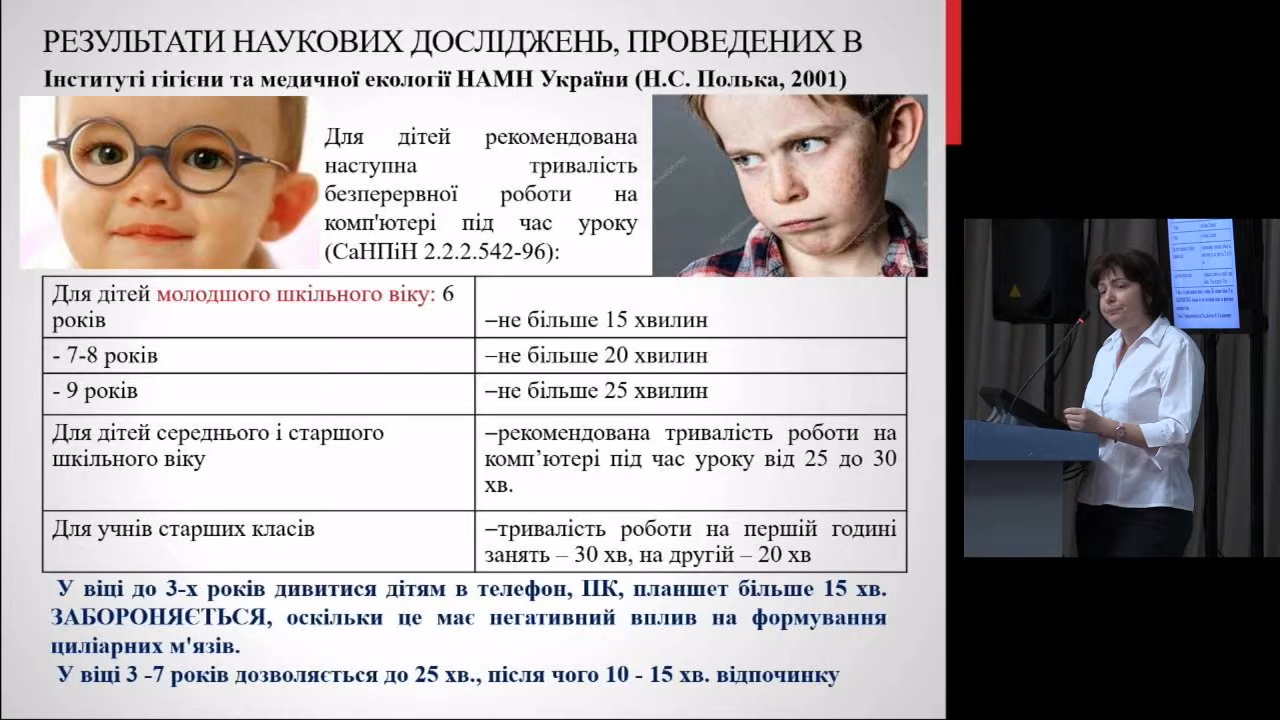 РЕЗУЛЬТАТИ НАУКОВИХ ДОСЛІДЖЕНЬ, ПРОВЕДЕНИХ В
Інституті гігієни та медичної екології НАМН України (Н.С. Полька, 2001)
Для дітей рекомендована
наступна тривалість
безперервної роботи на
комп'ютері під час уроку
(СаНПіН 2.2.2.542-96):
Для дітей молодшого шкільного віку: 6
років
–не більше 15 хвилин
- 7-8 років
–не більше 20 хвилин
- 9 років
–не більше 25 хвилин
Для дітей середнього і старшого
шкільного віку
–рекомендована тривалість роботи на
комп’ютері під час уроку від 25 до 30
хв.
Для учнів старших класів
–тривалість роботи на першій годині
занять – 30 хв, на другій – 20 хв
У віці до 3-х років дивитися дітям в телефон, ПК, планшет більше 15 хв.
ЗАБОРОНЯЄТЬСЯ, оскільки це має негативний вплив на формування
циліарних м'язів.
У віці 3 -7 років дозволяється до 25 хв., після чого 10 - 15 хв. відпочинку